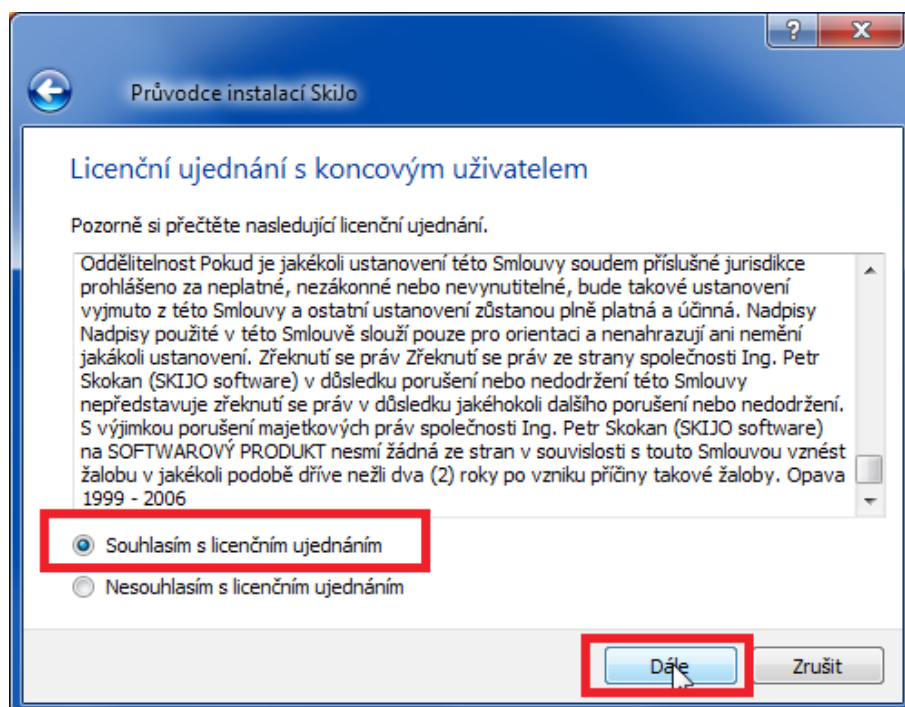 ?
X
Průvodce instalací SkiJo
Licenční ujednání s koncovým uživatelem
Pozorně si přečtěte nasledující licenční ujednání.
Oddělitelnost Pokud je jakékoli ustanovení této Smlouvy soudem příslušné jurisdikce
prohlášeno za neplatné, nezákonné nebo nevynutitelné, bude takové ustanovení
vyjmuto z této Smlouvy a ostatní ustanovení zůstanou plně platná a účinná. Nadpisy
Nadpisy použité v této Smlouvě slouží pouze pro orientaci a nenahrazují ani nemění
jakákoli ustanovení. Zřeknutí se práv Zřeknutí se práv ze strany společnosti Ing. Petr
Skokan (SKIJO software) v důsledku porušení nebo nedodržení této Smlouvy
nepředstavuje zřeknutí se práv v důsledku jakéhokoli dalšího porušení nebo nedodržení.
S výjimkou porušení majetkových práv společnosti Ing. Petr Skokan (SKIJO software)
na SOFTWAROVÝ PRODUKT nesmí žádná ze stran v souvislosti s touto Smlouvou vznést
žalobu v jakékoli podobě dříve nežli dva (2) roky po vzniku příčiny takové žaloby. Opava
1999 - 2006
Souhlasím s licenčním ujednáním
Nesouhlasím s licenčním ujednáním
Dále
Zrušit